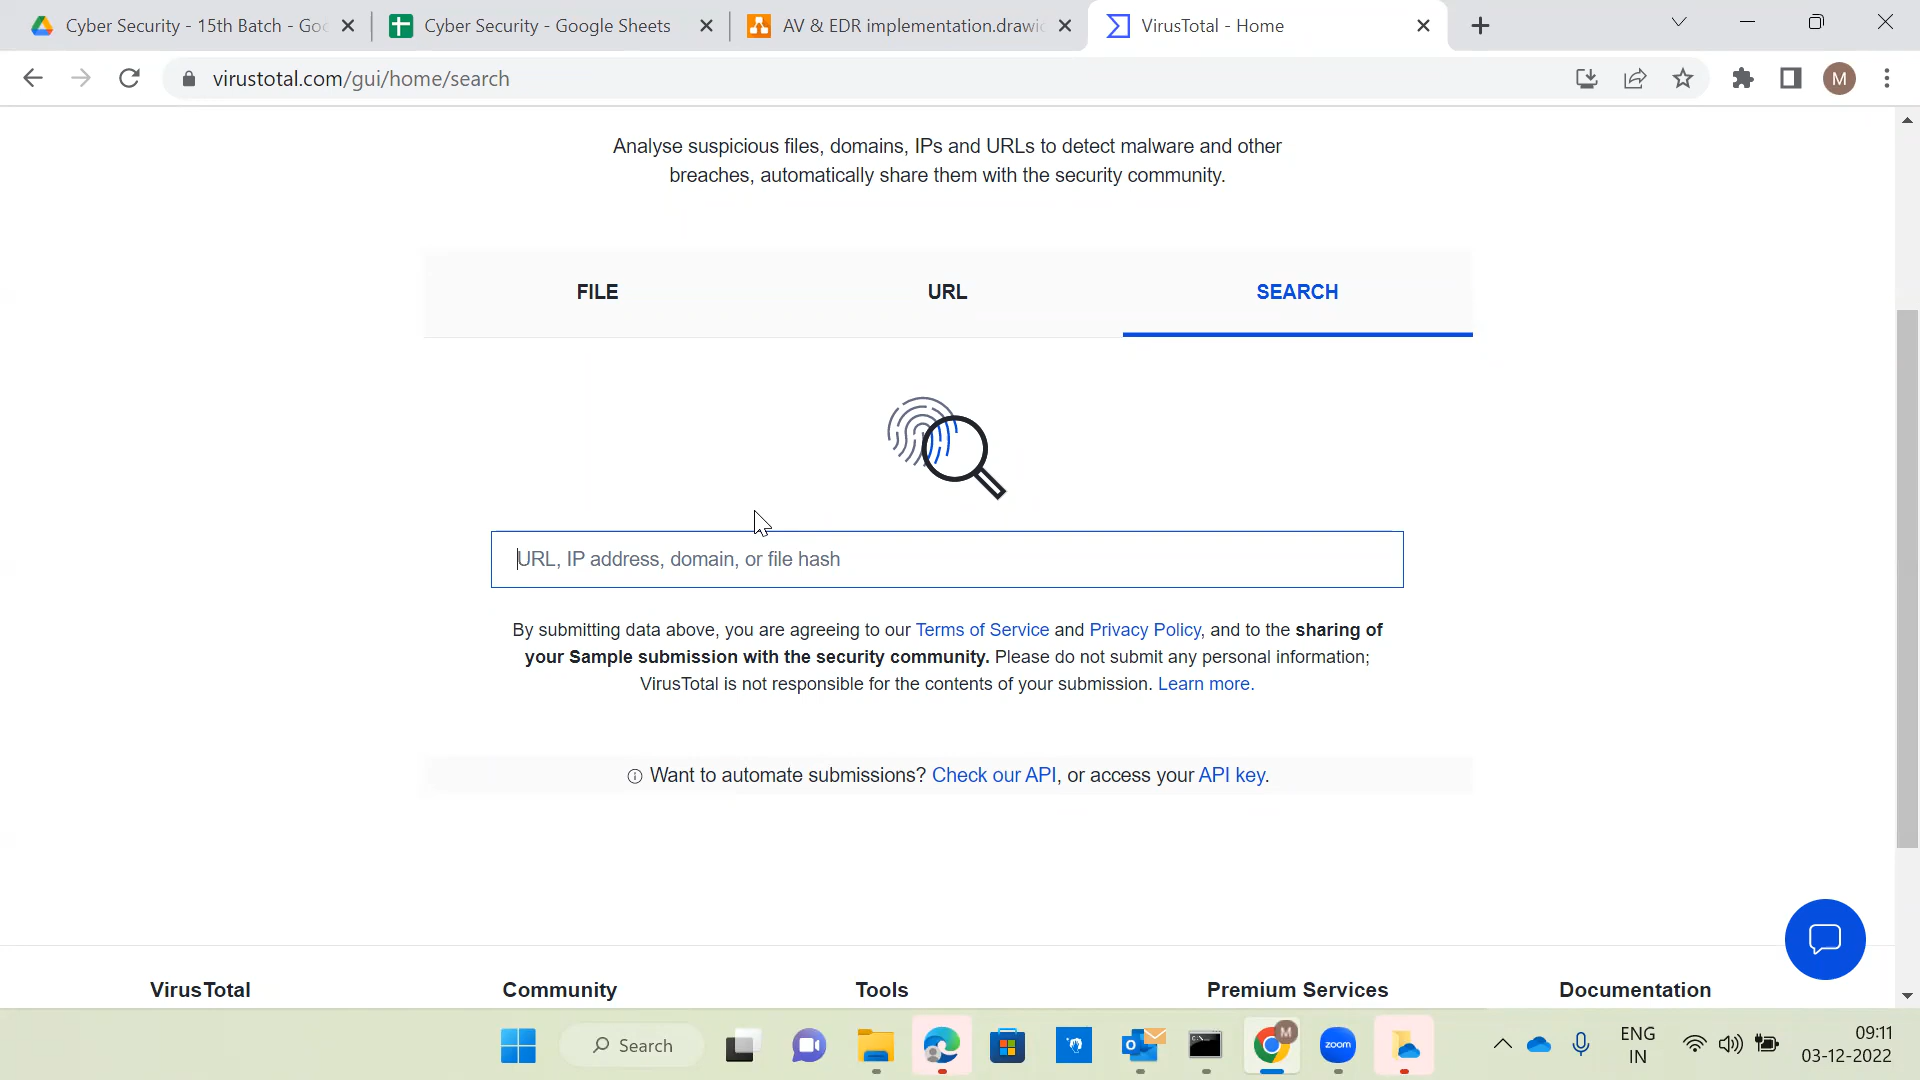 Cyber Security - 15th Batch - Goo
Cyber Security - Google Sheets
AV & EDR implementation.drawio
VirusTotal - Home
virustotal.com/gui/home/search
M
Analyse suspicious files, domains, IPs and URLs to detect malware and other
breaches, automatically share them with the security community.
FILE
URL
SEARCH
URL, IP address, domain, or file hash
By submitting data above, you are agreeing to our Terms of Service and Privacy Policy, and to the sharing of
your Sample submission with the security community. Please do not submit any personal information;
VirusTotal is not responsible for the contents of your submission. Learn more.
Want to automate submissions? Check our API, or access your API key.
VirusTotal
Community
Tools
Premium Services
Documentation
Search
M
zoom
ENG
IN
09:11
03-12-2022